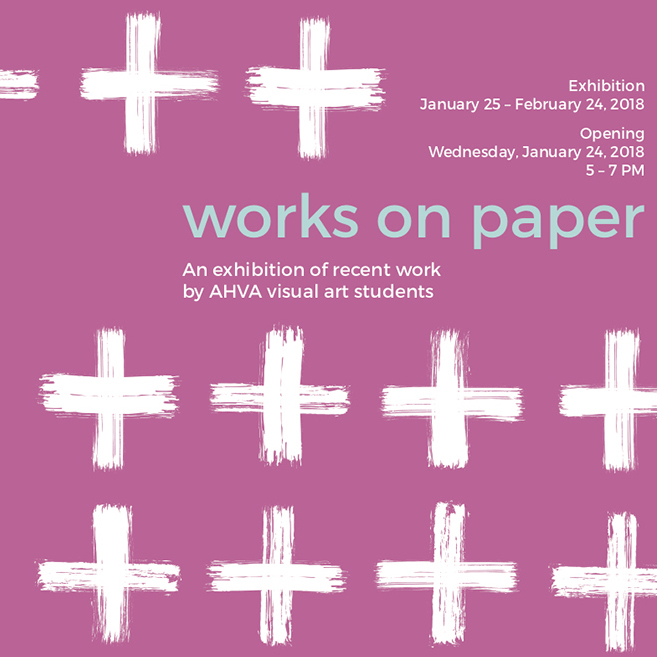 Exhibition
January 25 – February 24, 2018
Opening
Wednesday, January 24, 2018
5 – 7 PM
works on paper
An exhibition of recent work
by AHVA visual art students